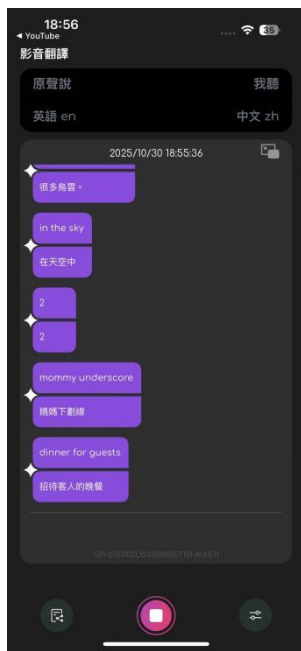 18:56
◀ YouTube
35
影音翻譯
原聲說
我聽
英語 en
中文 zh
2025/10/30 18:55:36
很多烏雲。
in the sky
在天空中
2
2
mommy underscore
媽媽下劃線
dinner for guests
招待客人的晚餐